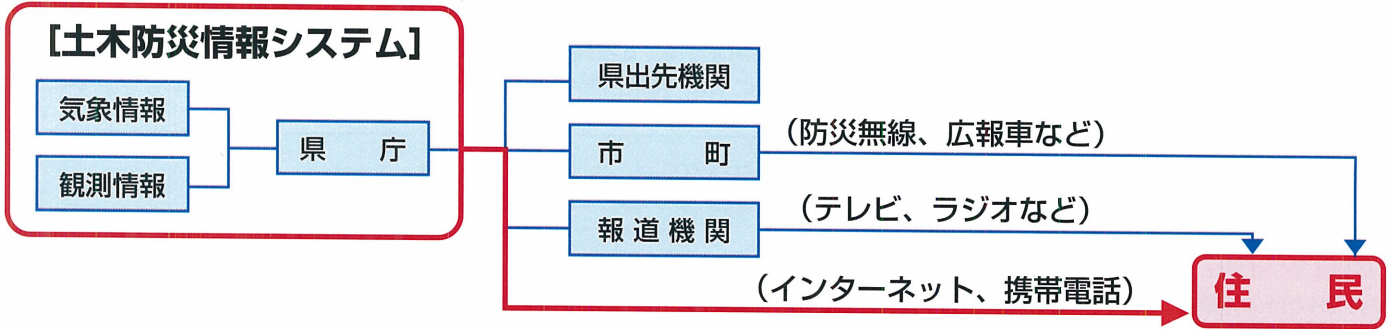 [土木防災情報システム]
気象情報
観測情報
県庁
県出先機関
市町
(防災無線、広報車など)
報道機関
(テレビ、ラジオなど)
(インターネット、携帯電話)
住民